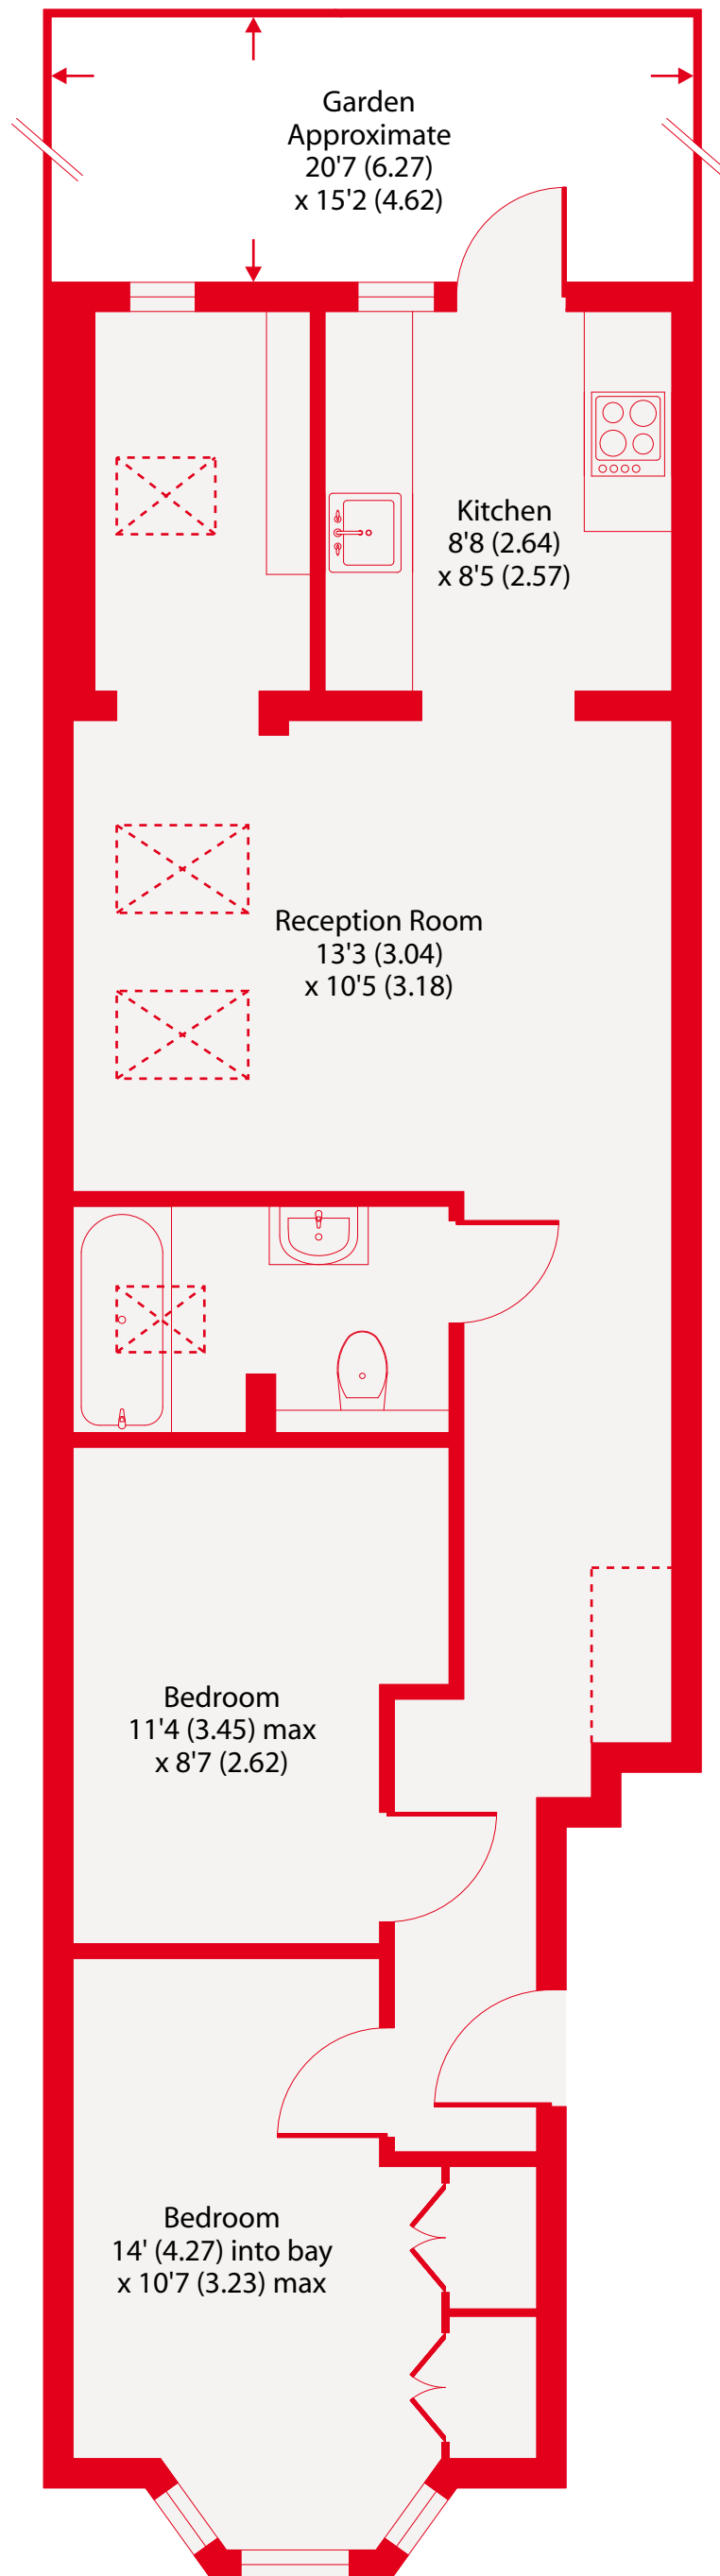 Garden
Approximate
20'7 (6.27)
x 15'2 (4.62)
Kitchen
8'8 (2.64)
x 8'5 (2.57)
Reception Room
13'3 (3.04)
x 10'5 (3.18)
Bedroom
11'4 (3.45) max
x 8'7 (2.62)
Bedroom
14' (4.27) into bay
x 10'7 (3.23) max